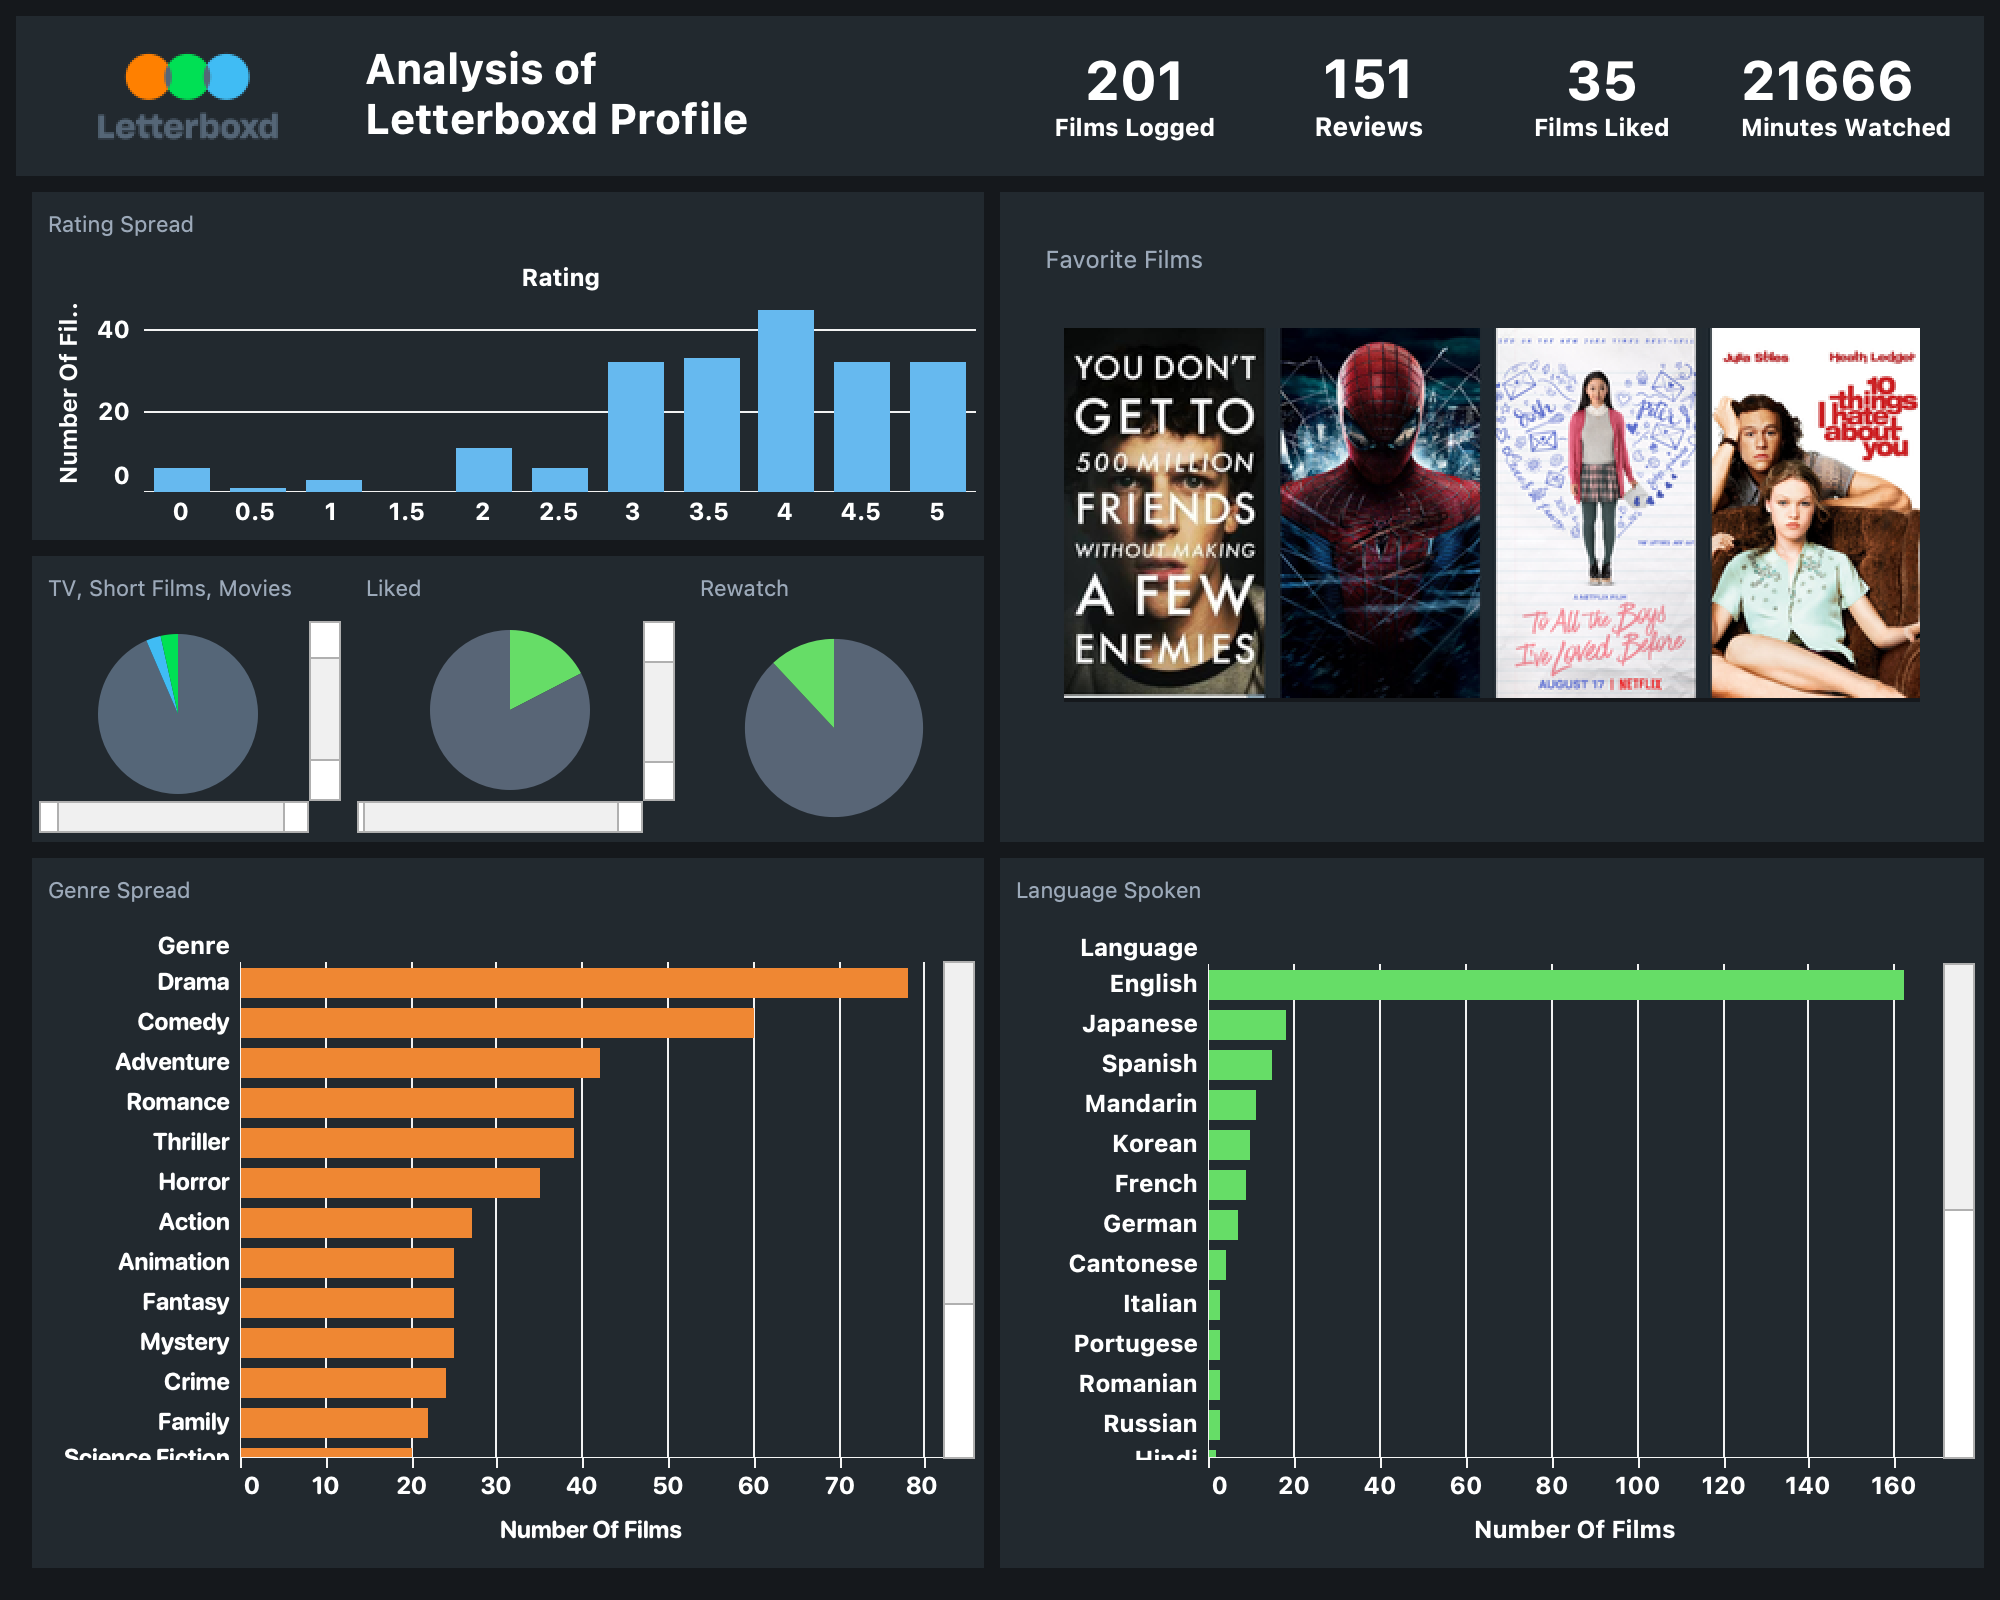 Letterboxd
Analysis of
Letterboxd Profile
201
Films Logged
151
Reviews
35
Films Liked
21666
Minutes Watched
Rating Spread
Rating
Number Of Fil..
40
20
0
0 0.5 1 1.5 2 2.5 3 3.5 4 4.5 5
Favorite Films
YOU DON'T
GET TO
500 MILLION
FRIENDS
WITHOUT MAKING
A FEW
ENEMIES
Josh
Peter
A NETFLIX FILM
To All the Boys
I've Loved Before
AUGUST 17 | NETFLIX
Julia Stiles Heath Ledger
10
things
I hate
about
you
TV, Short Films, Movies
Liked
Rewatch
Genre Spread
Genre
Drama
Comedy
Adventure
Romance
Thriller
Horror
Action
Animation
Fantasy
Mystery
Crime
Family
Science Fiction
0 10 20 30 40 50 60 70 80
Number Of Films
Language Spoken
Language
English
Japanese
Spanish
Mandarin
Korean
French
German
Cantonese
Italian
Portugese
Romanian
Russian
Hindi
0 20 40 60 80 100 120 140 160
Number Of Films